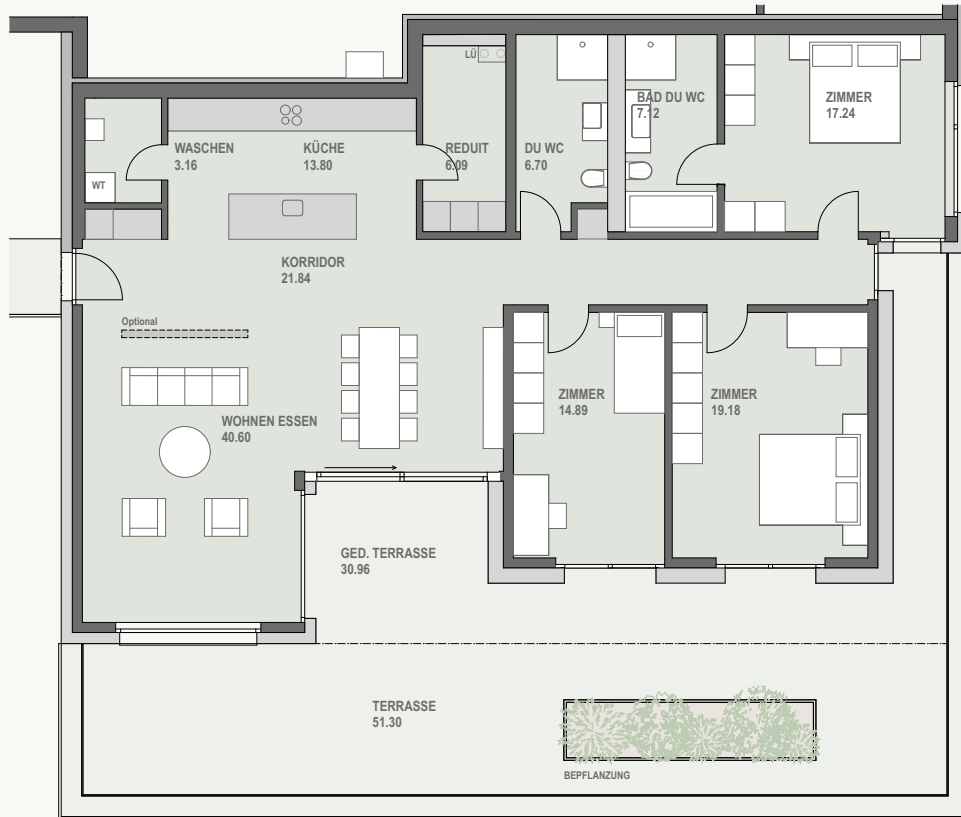 LÜ
BAD DU WC
7.12
ZIMMER
17.24
WASCHEN
3.16
KÜCHE
13.80
REDUIT
6.09
DU WC
6.70
WT
KORRIDOR
21.84
Optional
ZIMMER
14.89
ZIMMER
19.18
WOHNEN ESSEN
40.60
GED. TERRASSE
30.96
TERRASSE
51.30
BEPFLANZUNG